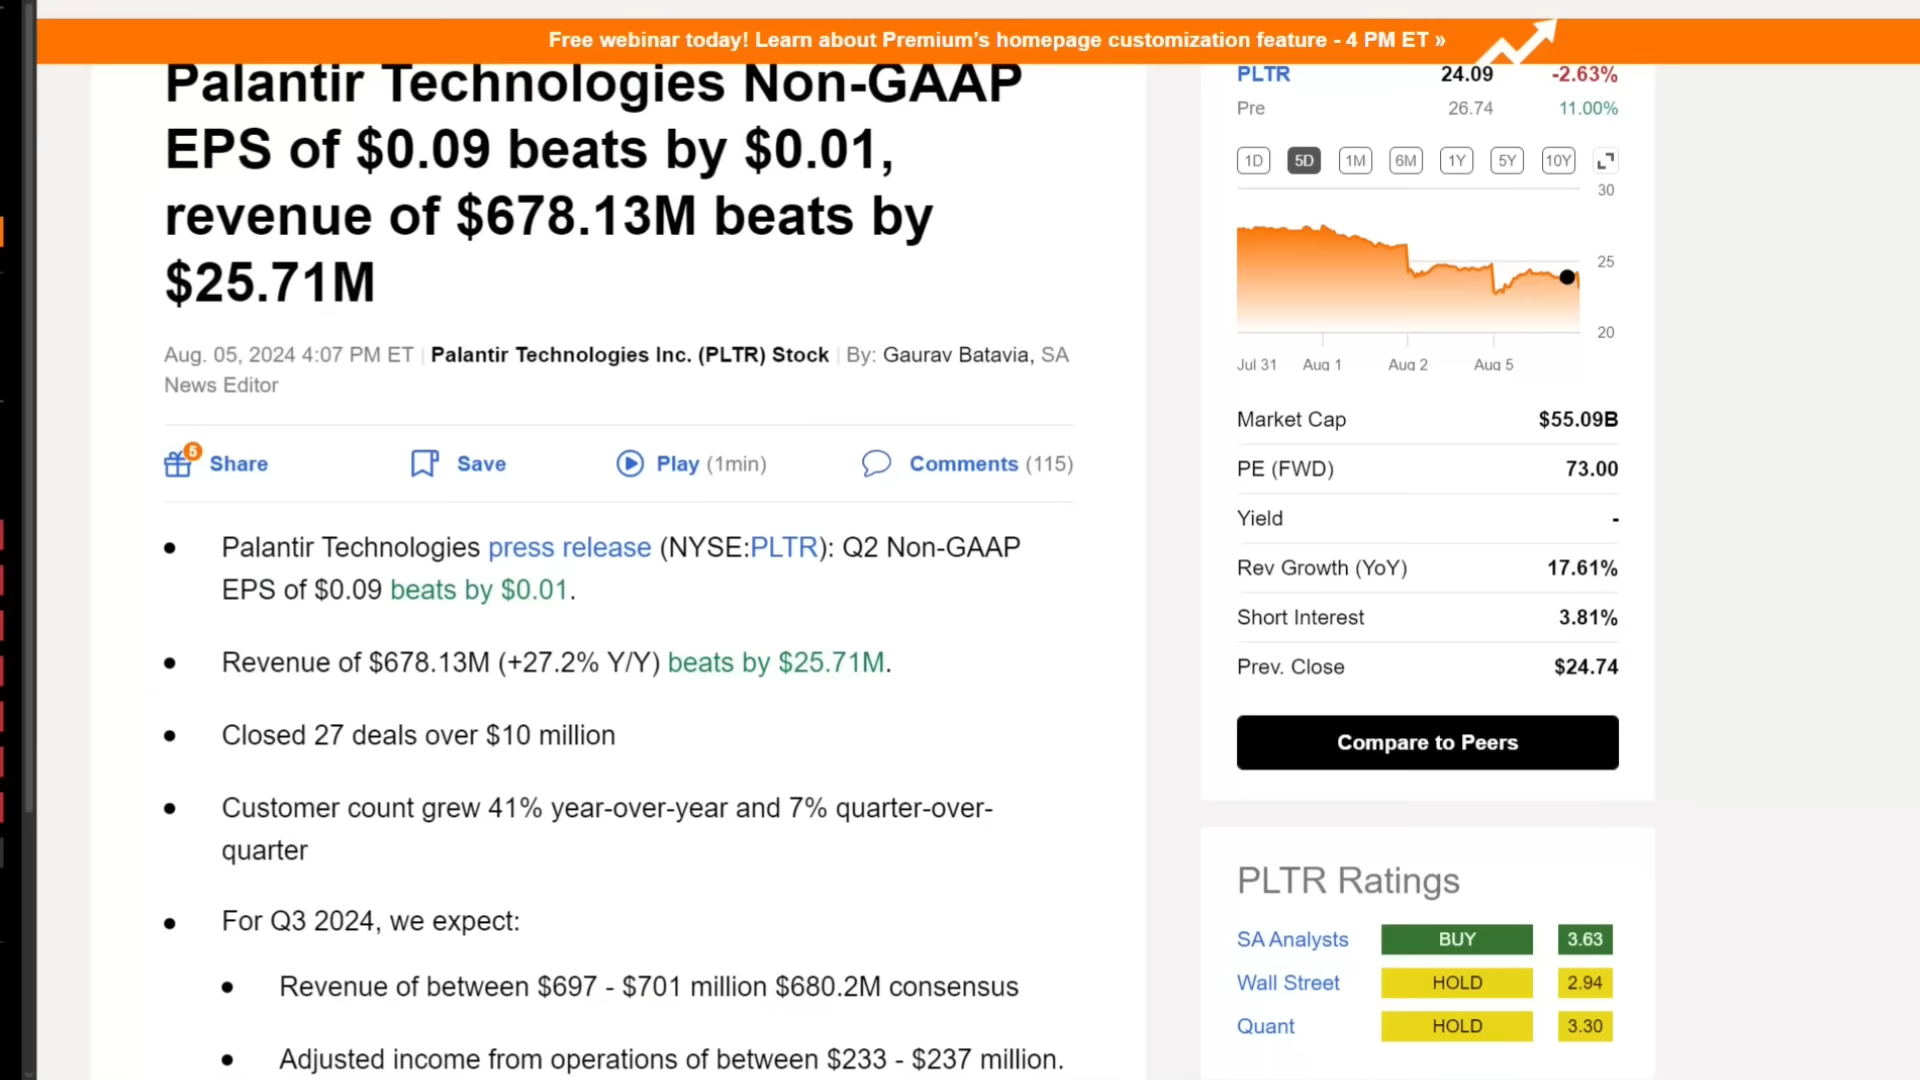 Free webinar today! Learn about Premium's homepage customization feature - 4 PM ET »
Palantir Technologies Non-GAAP
EPS of $0.09 beats by $0.01,
revenue of $678.13M beats by
$25.71M
Aug. 05, 2024 4:07 PM ET | Palantir Technologies Inc. (PLTR) Stock | By: Gaurav Batavia, SA
News Editor
5 Share
Save
Play (1min)
Comments (115)
• Palantir Technologies press release (NYSE:PLTR): Q2 Non-GAAP
EPS of $0.09 beats by $0.01.
• Revenue of $678.13M (+27.2% Y/Y) beats by $25.71M.
• Closed 27 deals over $10 million
• Customer count grew 41% year-over-year and 7% quarter-over-
quarter
• For Q3 2024, we expect:
• Revenue of between $697 - $701 million $680.2M consensus
• Adjusted income from operations of between $233 - $237 million.
PLTR 24.09 -2.63%
Pre 26.74 11.00%
1D 5D 1M 6M 1Y 5Y 10Y
30
25
20
Jul 31 Aug 1 Aug 2 Aug 5
Market Cap $55.09B
PE (FWD) 73.00
Yield -
Rev Growth (YoY) 17.61%
Short Interest 3.81%
Prev. Close $24.74
Compare to Peers
PLTR Ratings
SA Analysts BUY 3.63
Wall Street HOLD 2.94
Quant HOLD 3.30